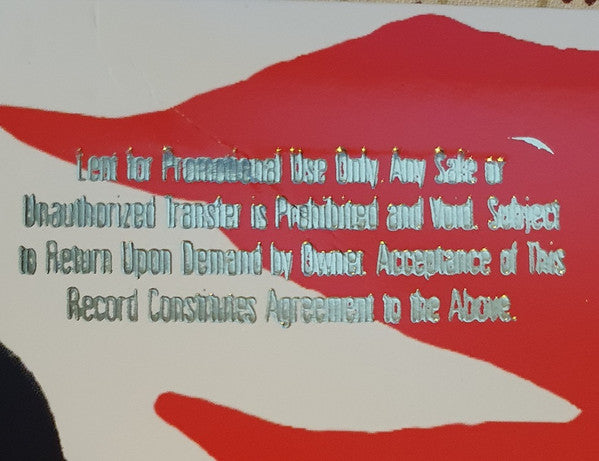 Lent for Promotional Use Only. Any Sale or
Unauthorized Transfer is Prohibited and Void. Subject
to Return Upon Demand by Owner. Acceptance of This
Record Constitutes Agreement to the Above.